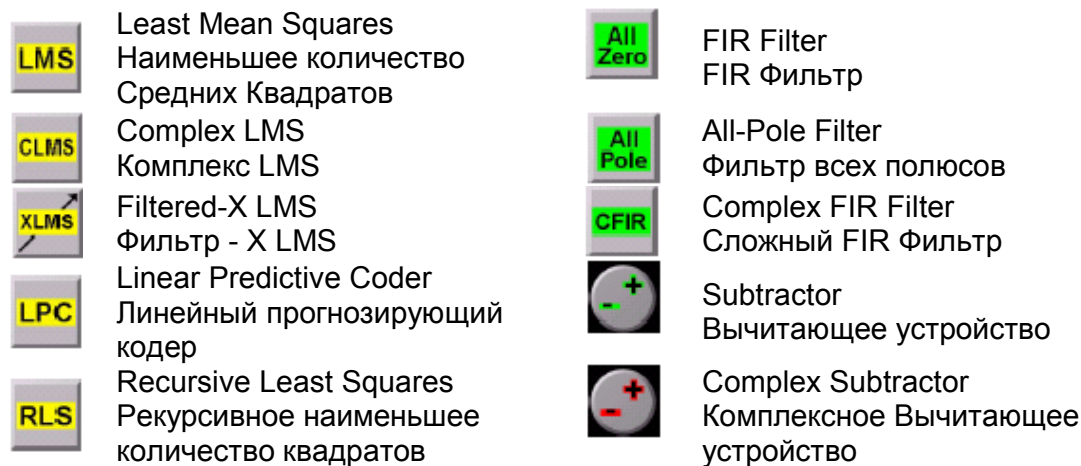 LMS
Least Mean Squares
Наименьшее количество
Средних Квадратов
CLMS
Complex LMS
Комплекс LMS
XLMS
Filtered-X LMS
Фильтр - X LMS
LPC
Linear Predictive Coder
Линейный прогнозирующий
кодер
RLS
Recursive Least Squares
Рекурсивное наименьшее
количество квадратов
All
Zero
FIR Filter
FIR Фильтр
All
Pole
All-Pole Filter
Фильтр всех полюсов
CFIR
Complex FIR Filter
Сложный FIR Фильтр
- +
Subtractor
Вычитающее устройство
- +
Complex Subtractor
Комплексное Вычитающее
устройство